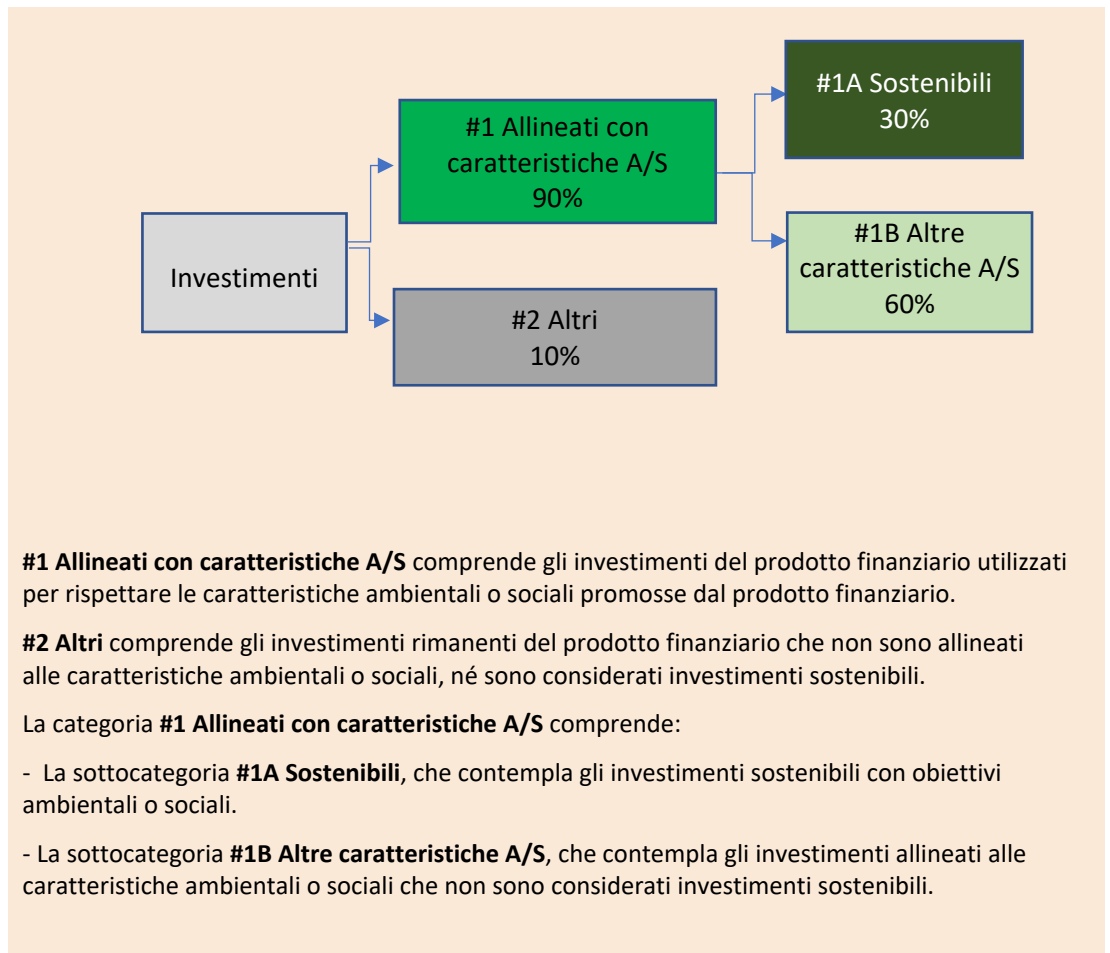 #1A Sostenibili
30%
#1 Allineati con
caratteristiche A/S
90%
#1B Altre
caratteristiche A/S
60%
Investimenti
#2 Altri
10%
#1 Allineati con caratteristiche A/S comprende gli investimenti del prodotto finanziario utilizzati
per rispettare le caratteristiche ambientali o sociali promosse dal prodotto finanziario.
#2 Altri comprende gli investimenti rimanenti del prodotto finanziario che non sono allineati
alle caratteristiche ambientali o sociali, né sono considerati investimenti sostenibili.
La categoria #1 Allineati con caratteristiche A/S comprende:
- La sottocategoria #1A Sostenibili, che contempla gli investimenti sostenibili con obiettivi
ambientali o sociali.
- La sottocategoria #1B Altre caratteristiche A/S, che contempla gli investimenti allineati alle
caratteristiche ambientali o sociali che non sono considerati investimenti sostenibili.